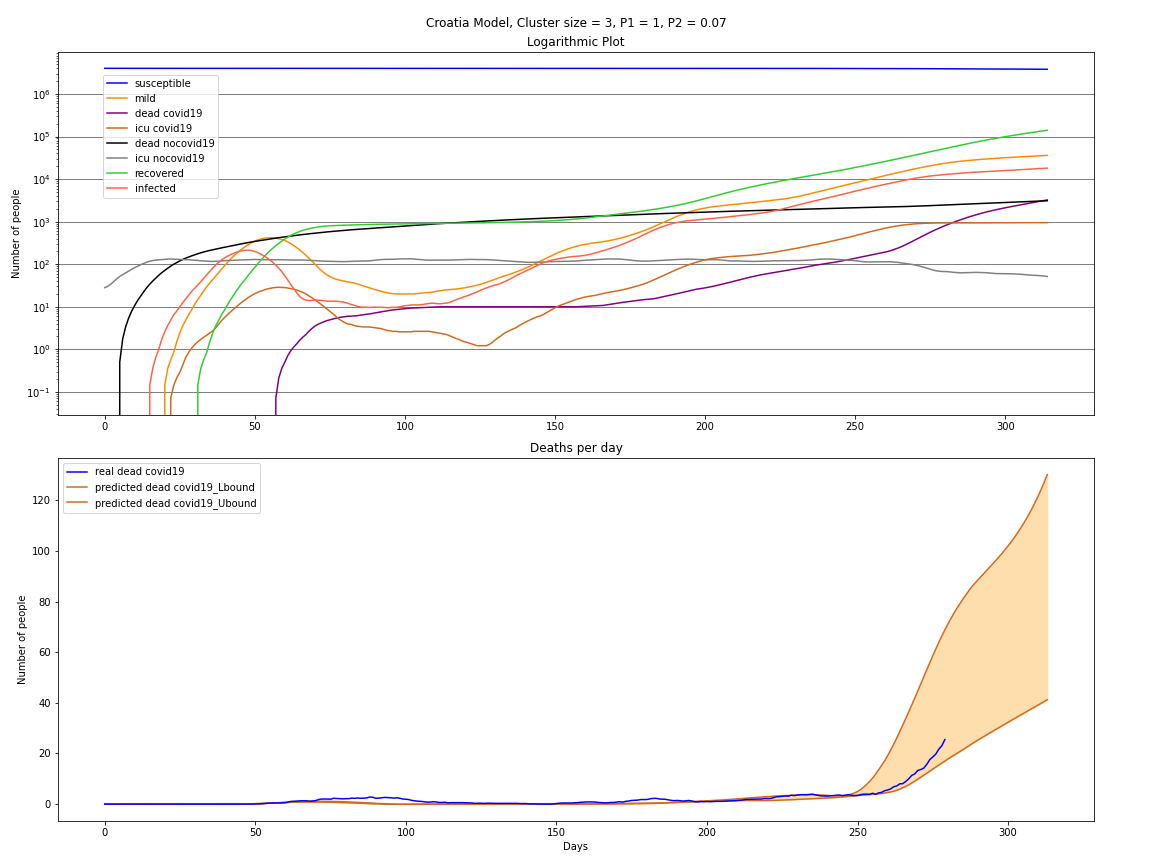 Croatia Model, Cluster size = 3, P1 = 1, P2 = 0.07
Logarithmic Plot
susceptible
mild
dead covid19
icu covid19
dead nocovid19
icu nocovid19
recovered
infected
Number of people
10⁶
10⁵
10⁴
10³
10²
10¹
10⁰
10⁻¹
0 50 100 150 200 250 300
Deaths per day
real dead covid19
predicted dead covid19_Lbound
predicted dead covid19_Ubound
Number of people
120
100
80
60
40
20
0
0 50 100 150 200 250 300
Days